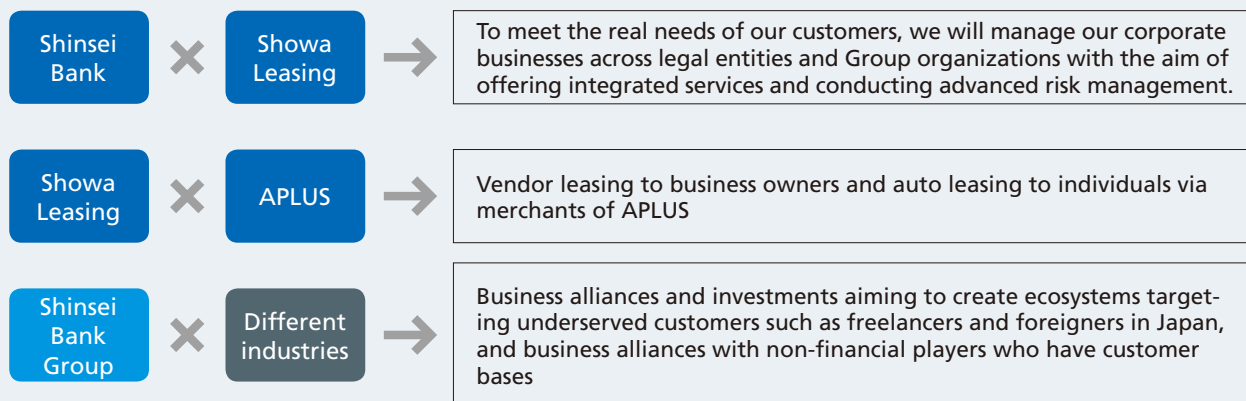 Shinsei
Bank
Showa
Leasing
To meet the real needs of our customers, we will manage our corporate
businesses across legal entities and Group organizations with the aim of
offering integrated services and conducting advanced risk management.
Showa
Leasing
APLUS
Vendor leasing to business owners and auto leasing to individuals via
merchants of APLUS
Shinsei
Bank
Group
Different
industries
Business alliances and investments aiming to create ecosystems target-
ing underserved customers such as freelancers and foreigners in Japan,
and business alliances with non-financial players who have customer
bases